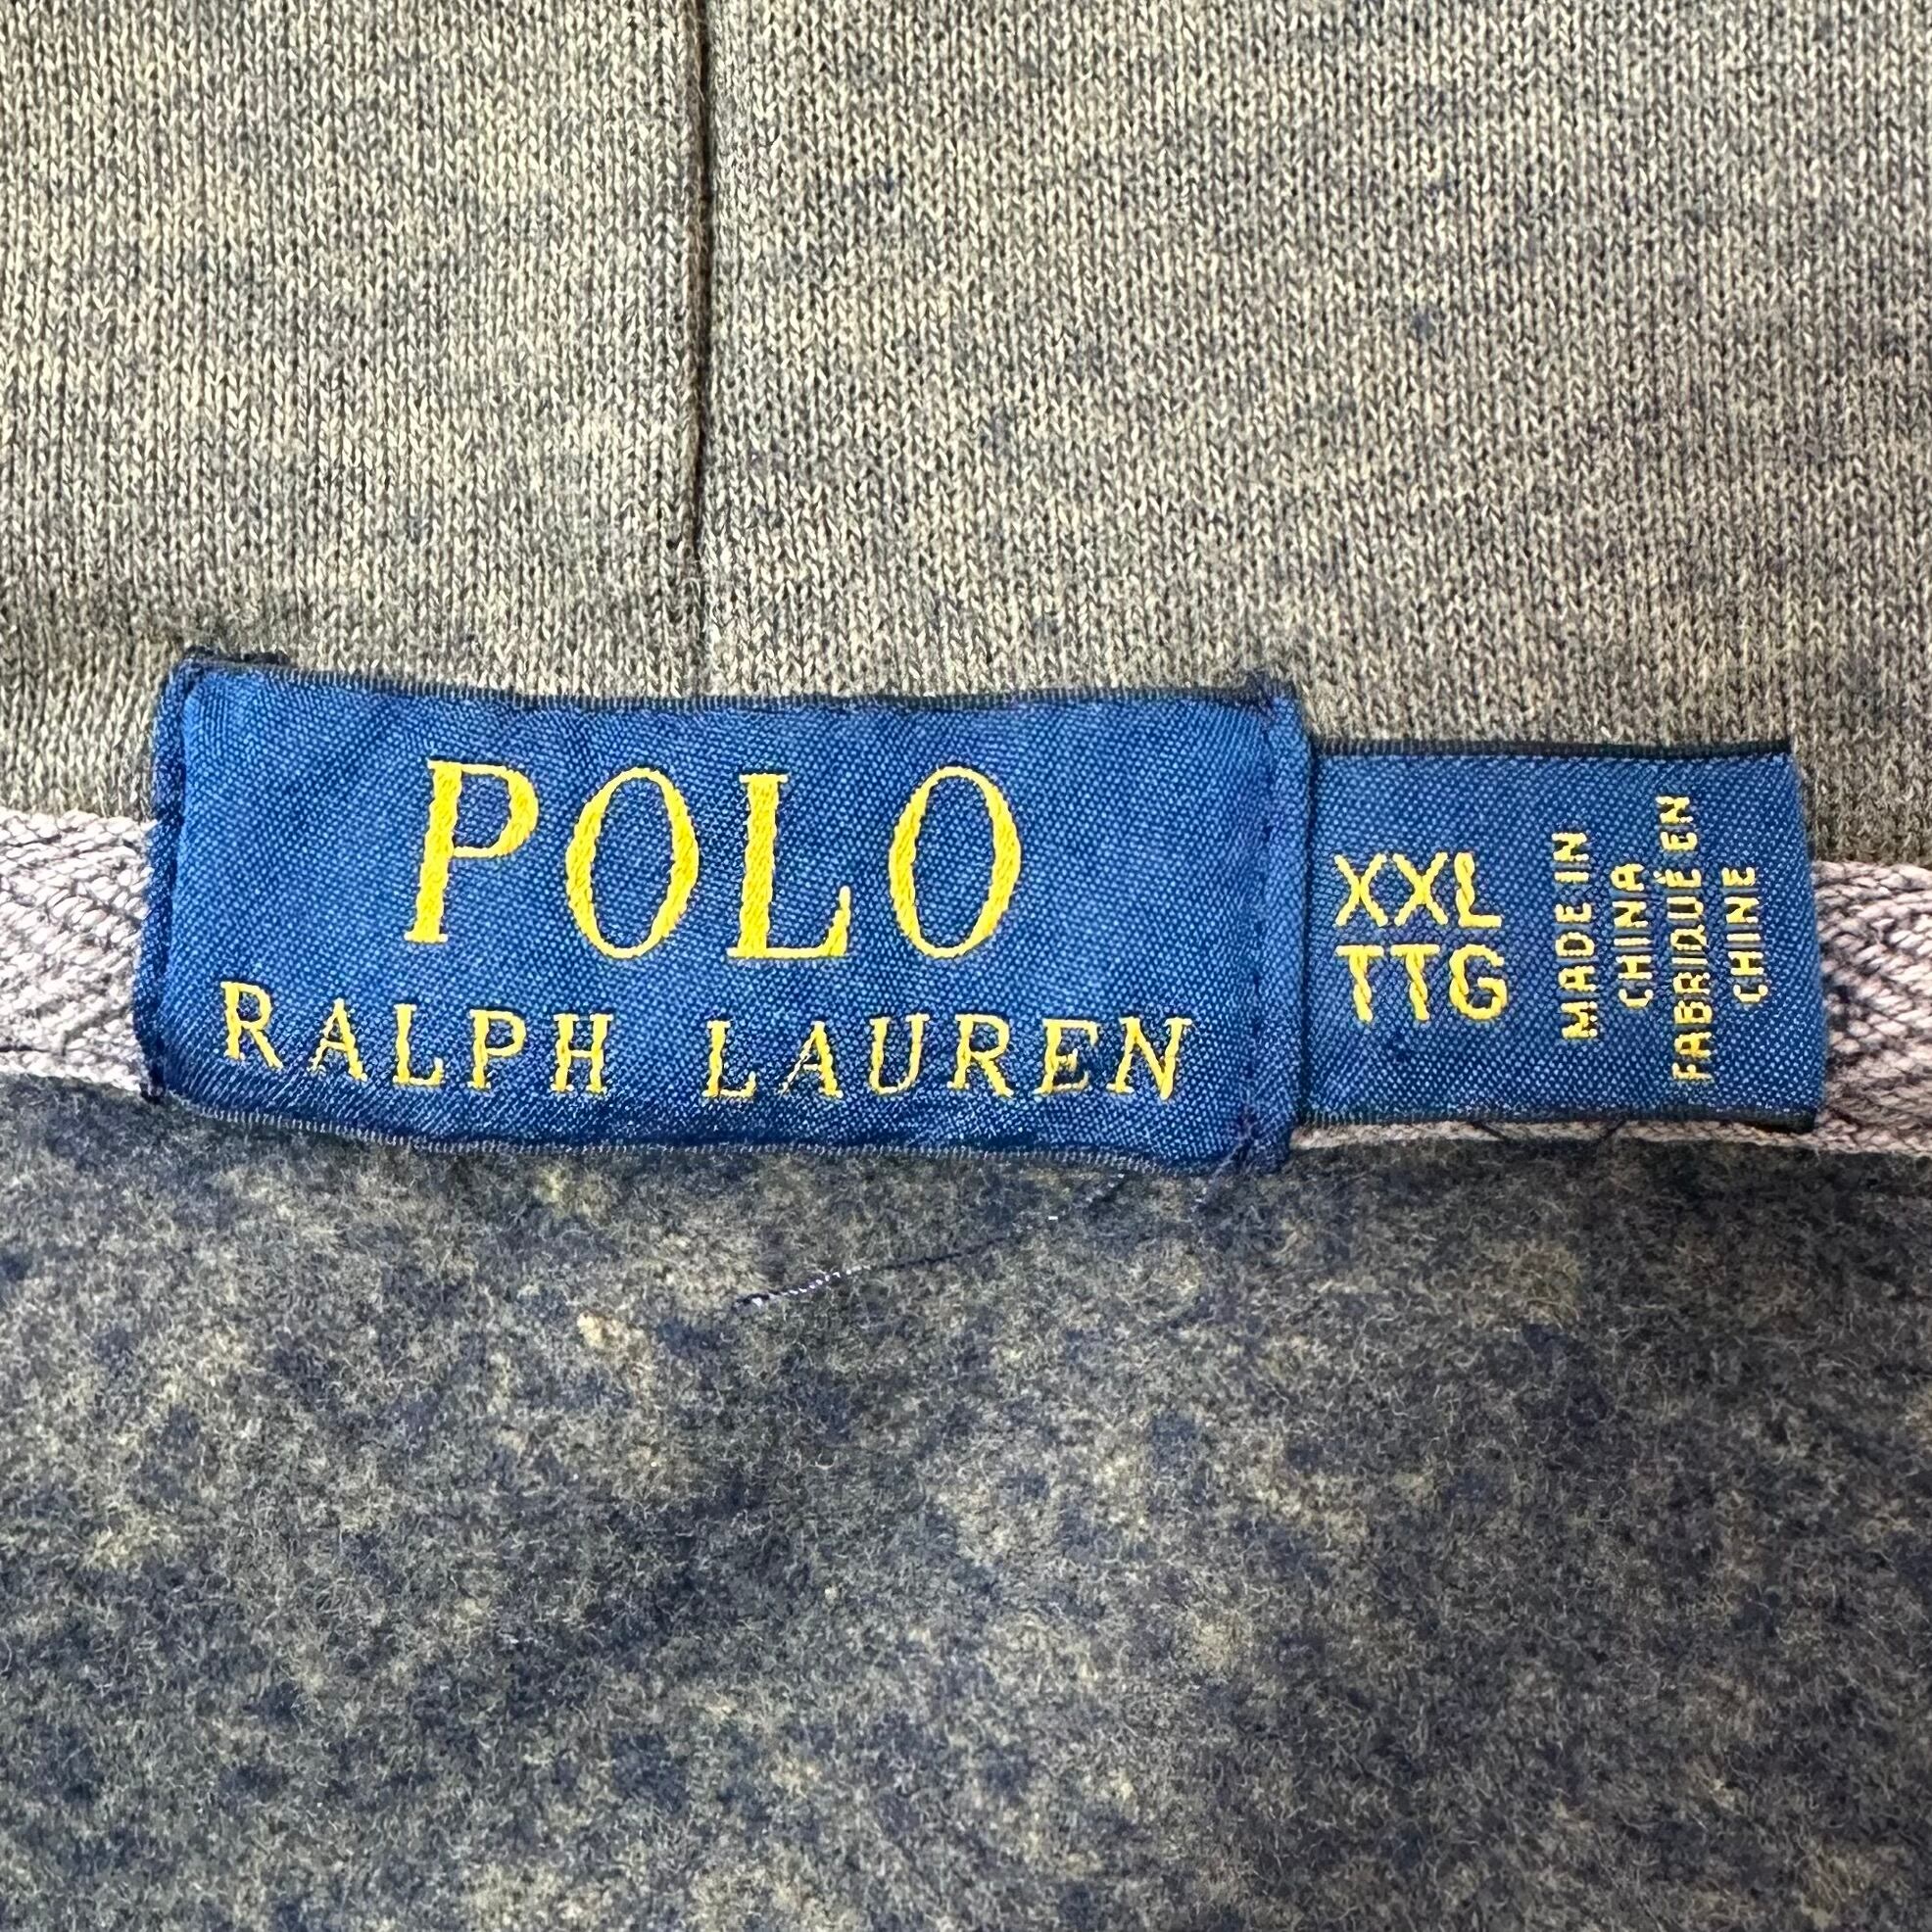 POLO
RALPH LAUREN
XXL
TTG
MADE IN
CHINA
FABRIQUÉ EN
CHINE